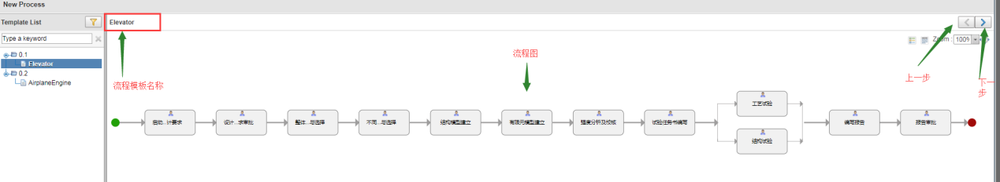 New Process
Template List
Elevator
Type a keyword
Zoom : 100%
0.1
Elevator
0.2
AirplaneEngine
流程模板名称
流程图
上一步
下一
步
启动...计要求
设计...求审批
整体...与选择
不同...与选择
结构模型建立
有限元模型建立
强度分析及校核
试验任务书编写
工艺试验
结构试验
编写报告
报告审批